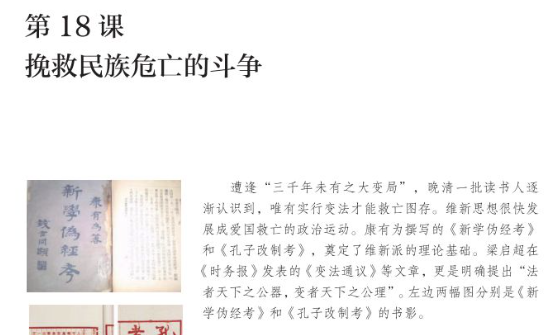 第 18 课
挽救民族危亡的斗争
新學偽經考
康有为纂
遭逢“三千年未有之大变局”，晚清一批读书人逐
渐认识到，唯有实行变法才能救亡图存。维新思想很快发
展成爱国救亡的政治运动。康有为撰写的《新学伪经考》
和《孔子改制考》，奠定了维新派的理论基础。梁启超在
《时务报》发表的《变法通议》等文章，更是明确提出“法
者天下之公器，变者天下之公理”。左边两幅图分别是《新
学伪经考》和《孔子改制考》的书影。